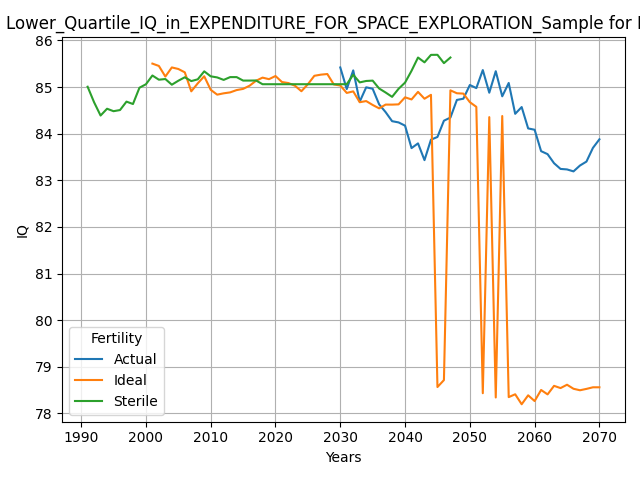 Lower_Quartile_IQ_in_EXPENDITURE_FOR_SPACE_EXPLORATION_Sample for
86
85
84
83
82
81
80
79
78
IQ
Fertility
Actual
Ideal
Sterile
1990 2000 2010 2020 2030 2040 2050 2060 2070
Years